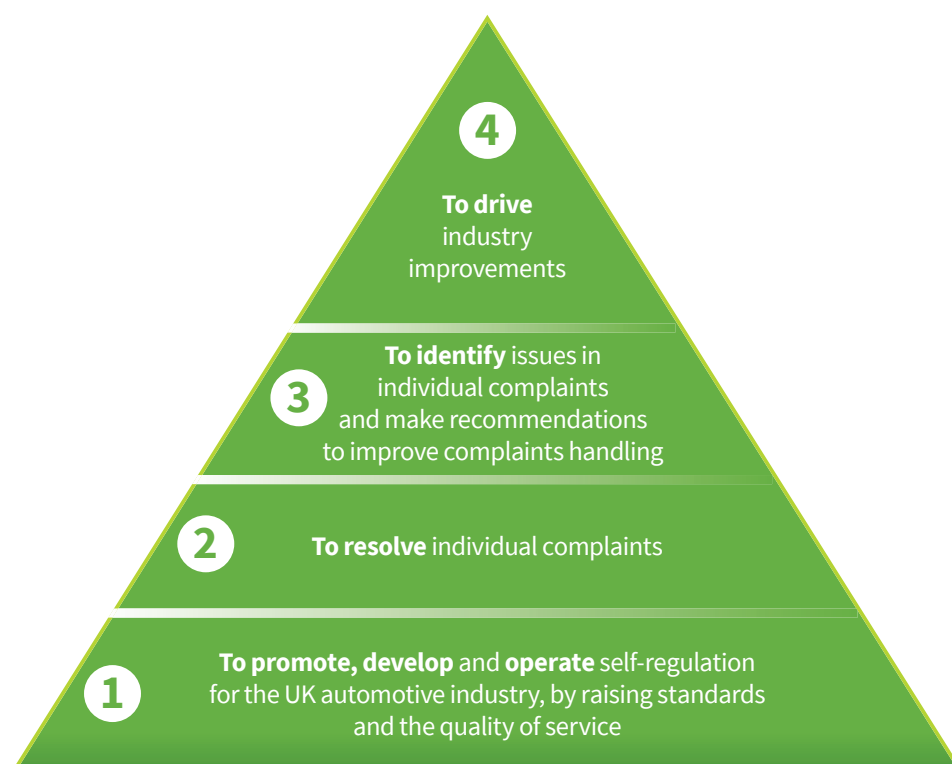 4
To drive
industry
improvements
3
To identify issues in
individual complaints
and make recommendations
to improve complaints handling
2
To resolve individual complaints
1
To promote, develop and operate self-regulation
for the UK automotive industry, by raising standards
and the quality of service